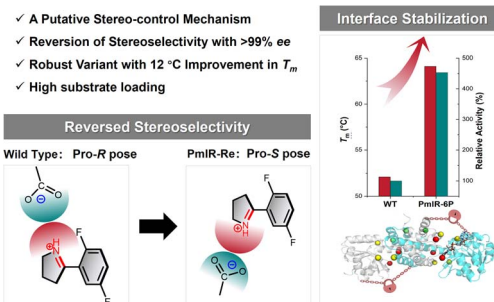 ✓ A Putative Stereo-control Mechanism
✓ Reversion of Stereoselectivity with >99% ee
✓ Robust Variant with 12 °C Improvement in Tm
✓ High substrate loading
Reversed Stereoselectivity
Wild Type: Pro-R pose
PmIR-Re: Pro-S pose
O
O
⊖
H
N
⊕
F
F
F
NH
⊕
F
⊖
O
O
Interface Stabilization
Tm (°C)
65
60
55
50
500
400
300
200
100
Relative Activity (%)
WT
PmIR-6P